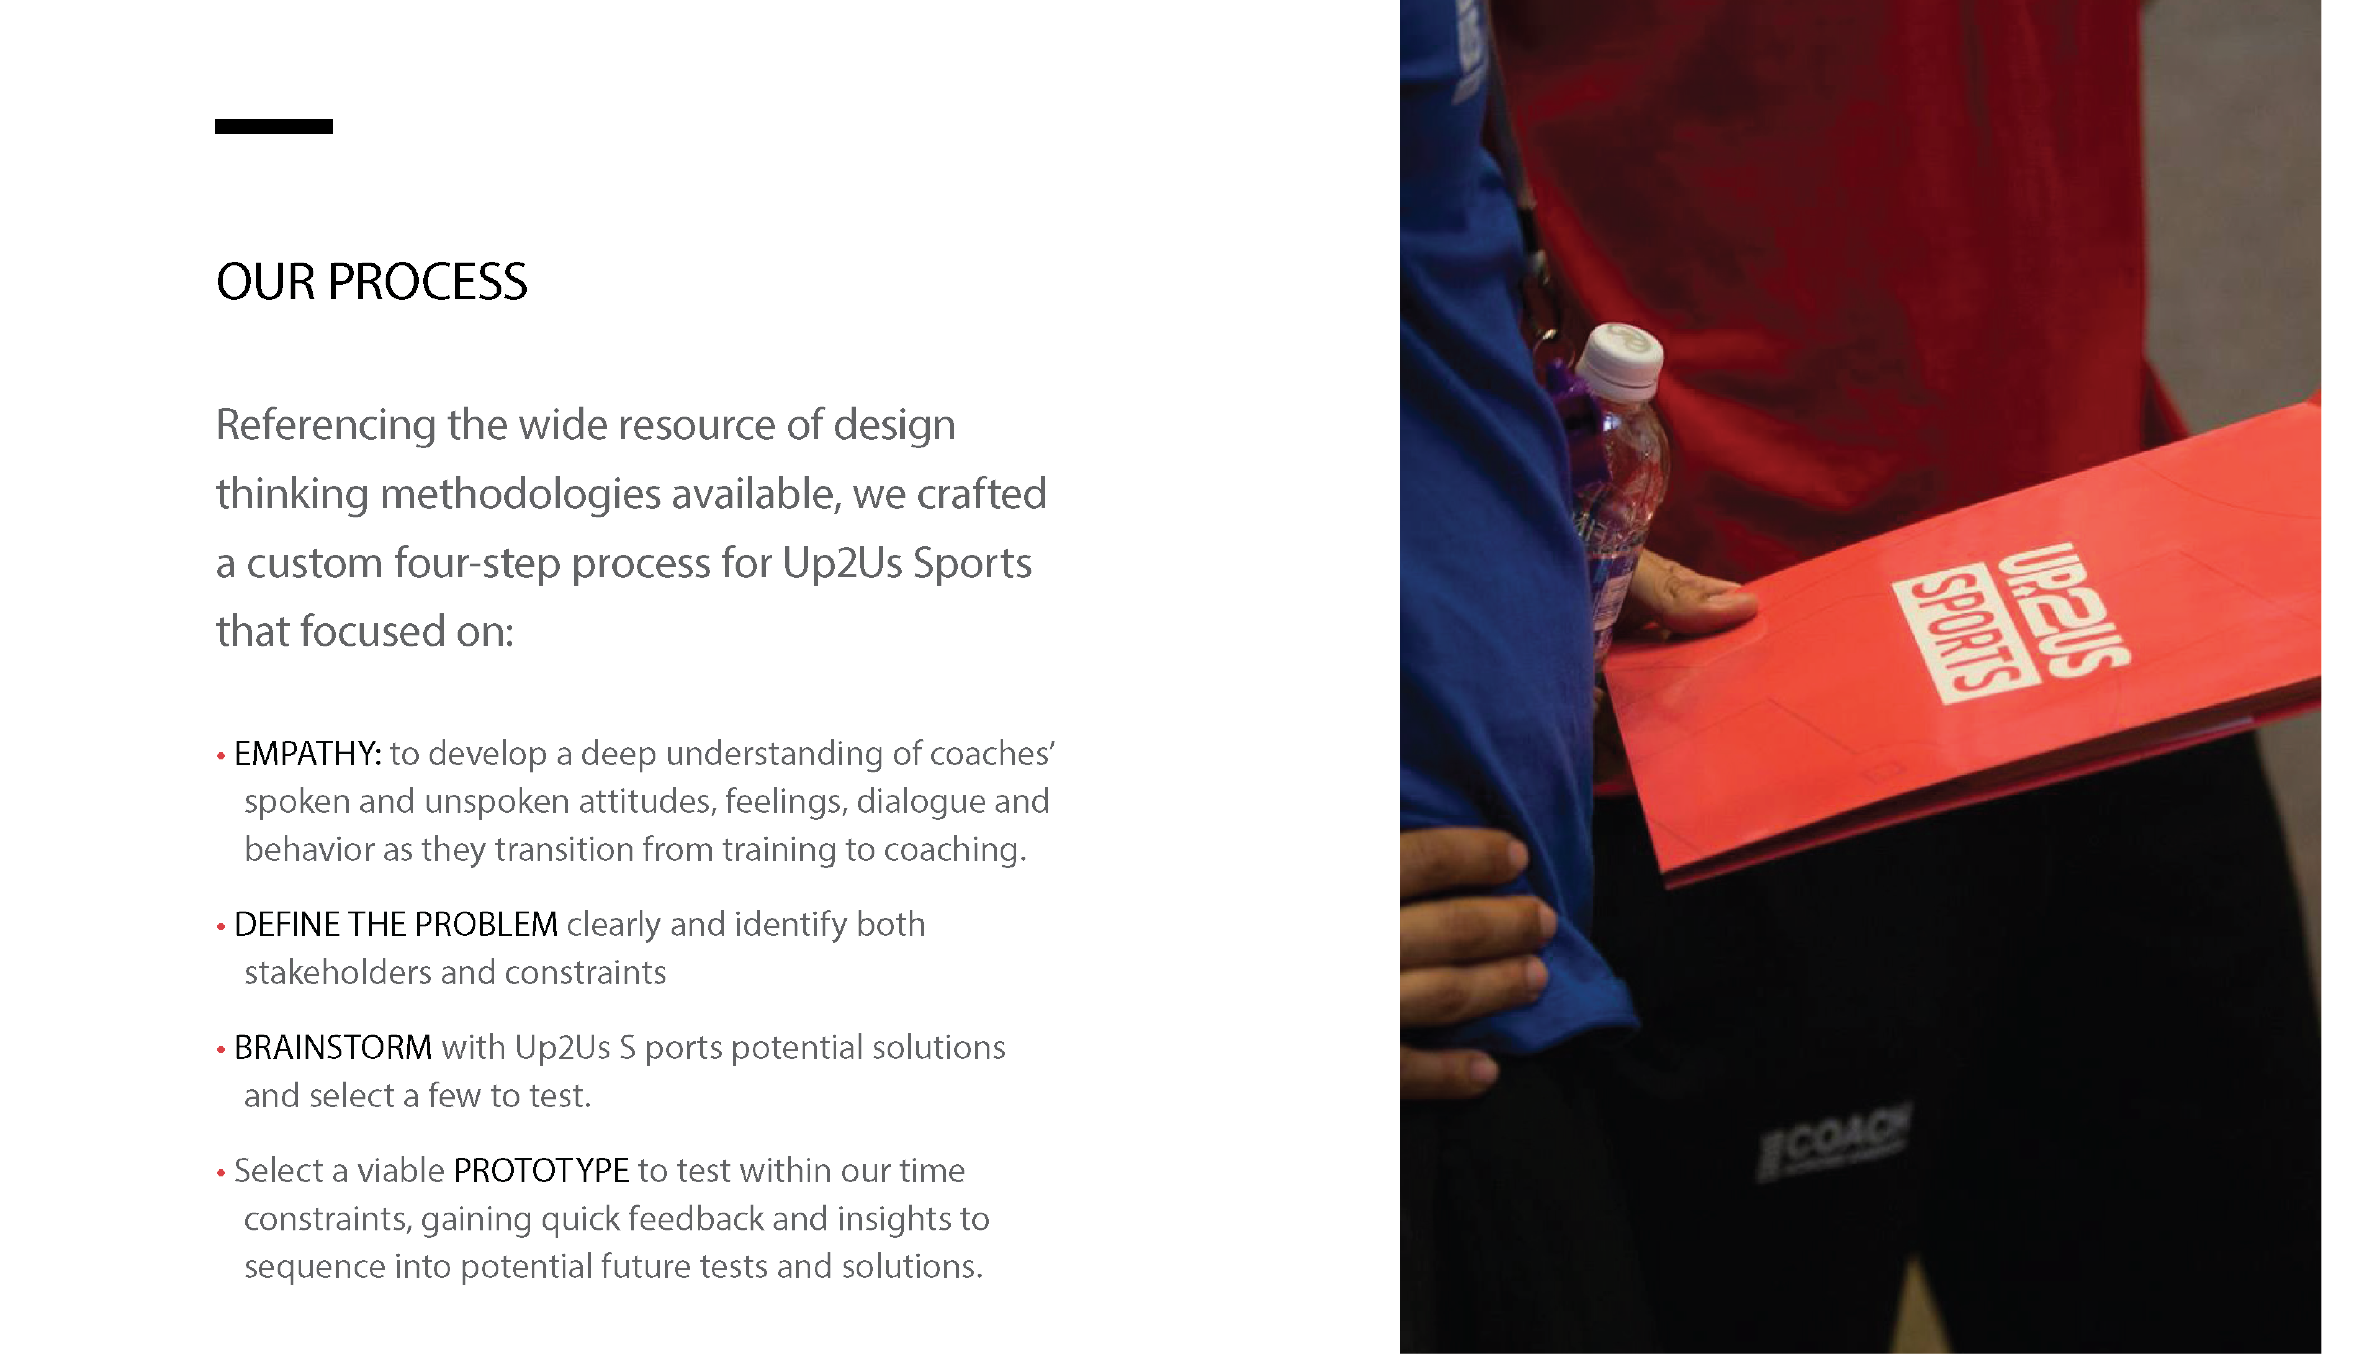 OUR PROCESS
Referencing the wide resource of design
thinking methodologies available, we crafted
a custom four-step process for Up2Us Sports
that focused on:
• EMPATHY: to develop a deep understanding of coaches’
spoken and unspoken attitudes, feelings, dialogue and
behavior as they transition from training to coaching.
• DEFINE THE PROBLEM clearly and identify both
stakeholders and constraints
• BRAINSTORM with Up2Us S ports potential solutions
and select a few to test.
• Select a viable PROTOTYPE to test within our time
constraints, gaining quick feedback and insights to
sequence into potential future tests and solutions.
UP2US
SPORTS
COACH